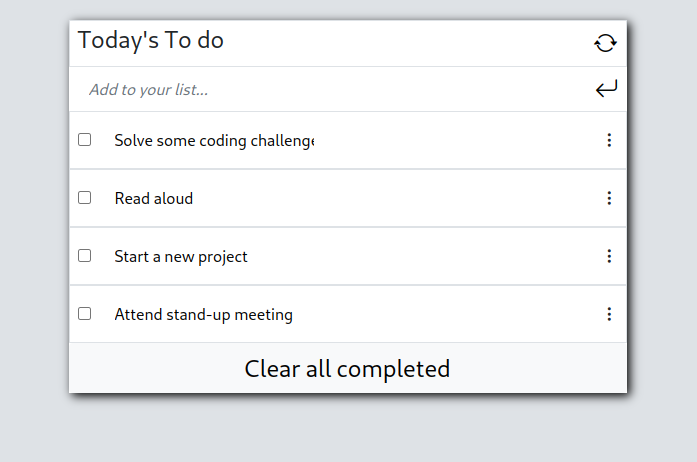 Today's To do
Add to your list...
Solve some coding challenge
Read aloud
Start a new project
Attend stand-up meeting
Clear all completed